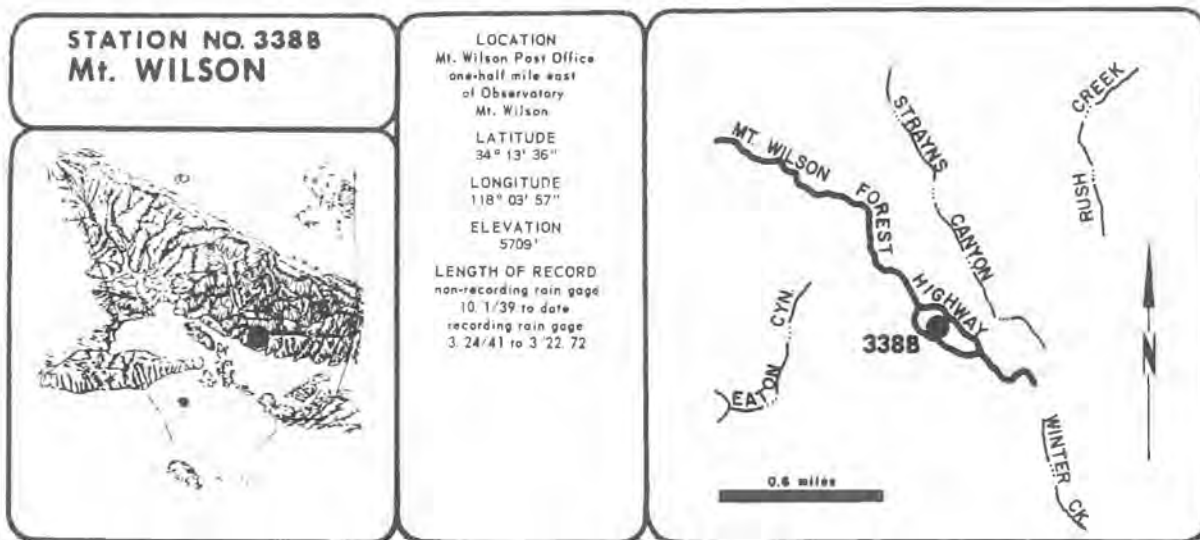 STATION NO. 338B
Mt. WILSON
LOCATION
Mt. Wilson Post Office
one-half mile east
of Observatory
Mt. Wilson
LATITUDE
34° 13' 36"
LONGITUDE
118° 03' 57"
ELEVATION
5709'
LENGTH OF RECORD
non-recording rain gage
10/1/39 to date
recording rain gage
3/24/41 to 3/22/72
MT. WILSON FOREST HIGHWAY
STRAYNS CANYON
RUSH CREEK
EATON CYN.
338B
WINTER CK.
N
0.6 miles